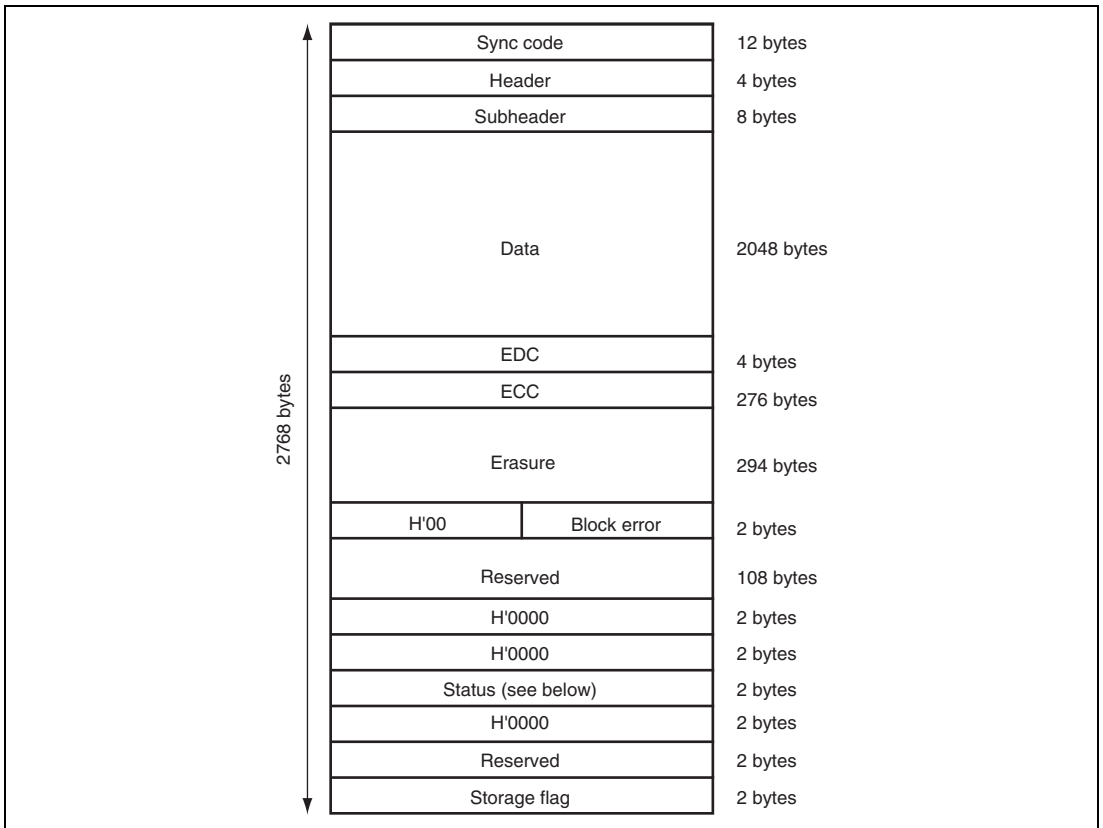 Sync code 12 bytes
Header 4 bytes
Subheader 8 bytes
Data 2048 bytes
EDC 4 bytes
ECC 276 bytes
2768 bytes
Erasure 294 bytes
H'00 Block error 2 bytes
Reserved 108 bytes
H'0000 2 bytes
H'0000 2 bytes
Status (see below) 2 bytes
H'0000 2 bytes
Reserved 2 bytes
Storage flag 2 bytes